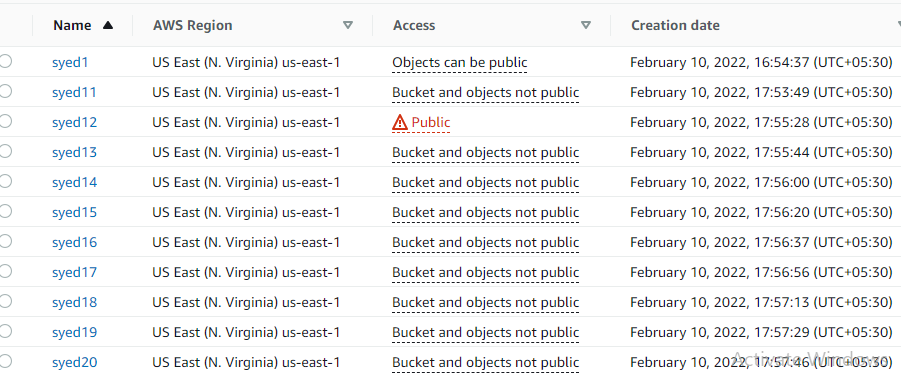 Name AWS Region Access Creation date
syed1 US East (N. Virginia) us-east-1 Objects can be public February 10, 2022, 16:54:37 (UTC+05:30)
syed11 US East (N. Virginia) us-east-1 Bucket and objects not public February 10, 2022, 17:53:49 (UTC+05:30)
syed12 US East (N. Virginia) us-east-1 Public February 10, 2022, 17:55:28 (UTC+05:30)
syed13 US East (N. Virginia) us-east-1 Bucket and objects not public February 10, 2022, 17:55:44 (UTC+05:30)
syed14 US East (N. Virginia) us-east-1 Bucket and objects not public February 10, 2022, 17:56:00 (UTC+05:30)
syed15 US East (N. Virginia) us-east-1 Bucket and objects not public February 10, 2022, 17:56:20 (UTC+05:30)
syed16 US East (N. Virginia) us-east-1 Bucket and objects not public February 10, 2022, 17:56:37 (UTC+05:30)
syed17 US East (N. Virginia) us-east-1 Bucket and objects not public February 10, 2022, 17:56:56 (UTC+05:30)
syed18 US East (N. Virginia) us-east-1 Bucket and objects not public February 10, 2022, 17:57:13 (UTC+05:30)
syed19 US East (N. Virginia) us-east-1 Bucket and objects not public February 10, 2022, 17:57:29 (UTC+05:30)
syed20 US East (N. Virginia) us-east-1 Bucket and objects not public February 10, 2022, 17:57:46 (UTC+05:30)
Activate Windows